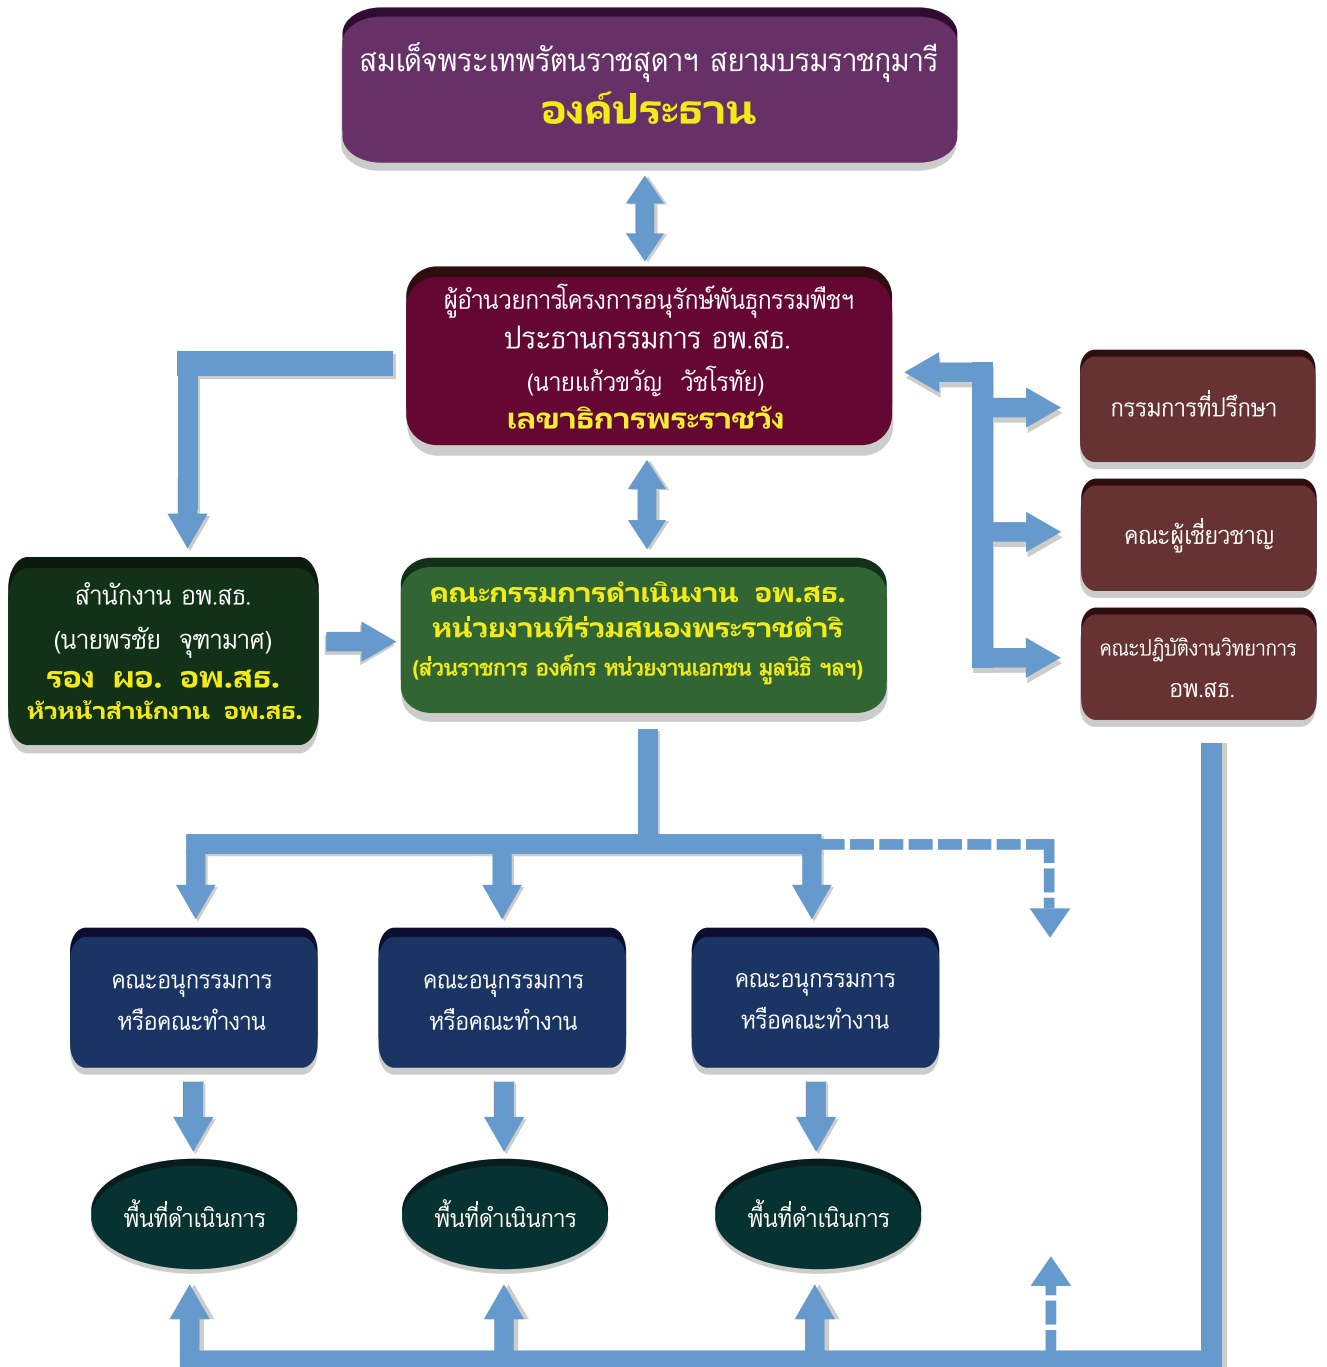 สมเด็จพระเทพรัตนราชสุดาฯ สยามบรมราชกุมารี
องค์ประธาน
ผู้อำนวยการโครงการอนุรักษ์พันธุกรรมพืชฯ
ประธานกรรมการ อพ.สธ.
(นายแก้วขวัญ วัชโรทัย)
เลขาธิการพระราชวัง
กรรมการที่ปรึกษา
คณะผู้เชี่ยวชาญ
คณะปฎิบัติงานวิทยาการ
อพ.สธ.
สำนักงาน อพ.สธ.
(นายพรชัย จุฑามาศ)
รอง ผอ. อพ.สธ.
หัวหน้าสำนักงาน อพ.สธ.
คณะกรรมการดำเนินงาน อพ.สธ.
หน่วยงานที่ร่วมสนองพระราชดำริ
(ส่วนราชการ องค์กร หน่วยงานเอกชน มูลนิธิ ฯลฯ)
คณะอนุกรรมการ
หรือคณะทำงาน
คณะอนุกรรมการ
หรือคณะทำงาน
คณะอนุกรรมการ
หรือคณะทำงาน
พื้นที่ดำเนินการ
พื้นที่ดำเนินการ
พื้นที่ดำเนินการ